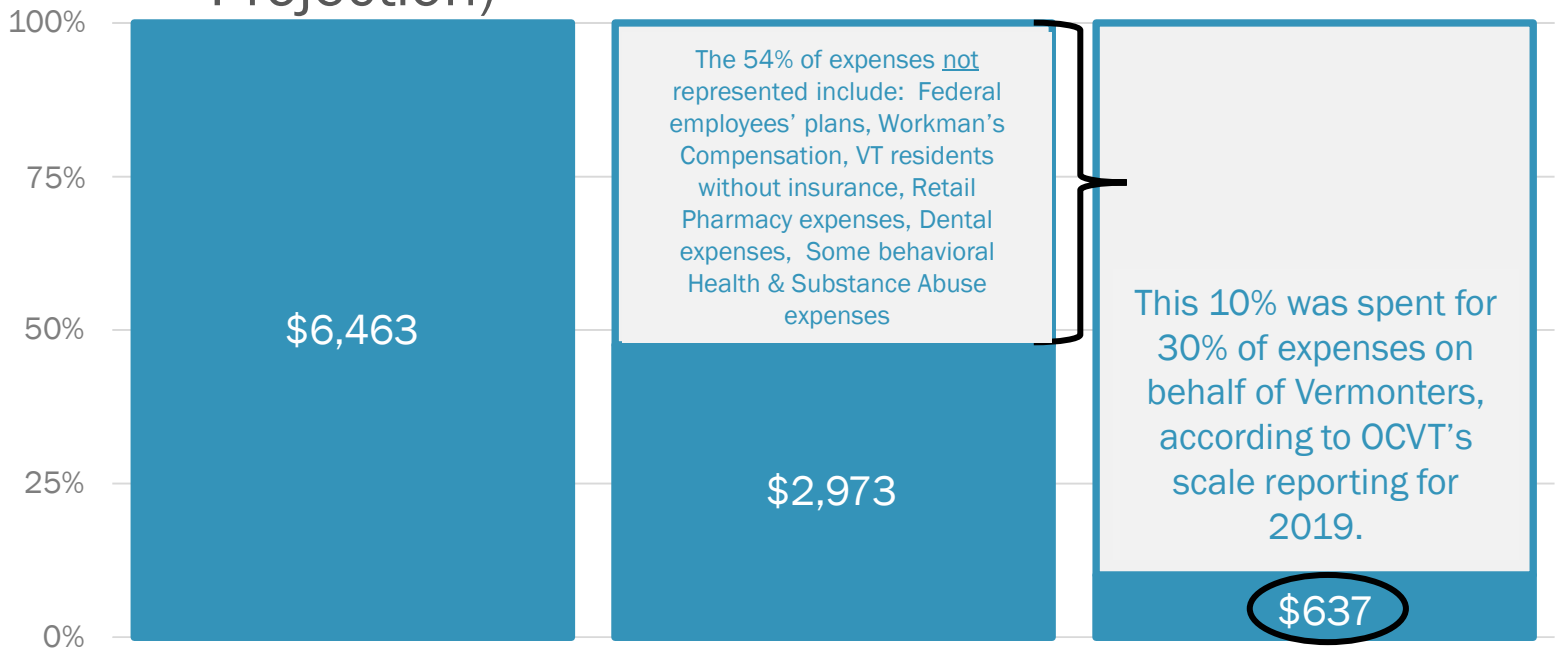 Projection)
100%
75%
50%
25%
0%
$6,463
The 54% of expenses not
represented include:  Federal
employees’ plans, Workman’s
Compensation, VT residents
without insurance, Retail
Pharmacy expenses, Dental
expenses,  Some behavioral
Health & Substance Abuse
expenses
$2,973
This 10% was spent for
30% of expenses on
behalf of Vermonters,
according to OCVT’s
scale reporting for
2019.
$637